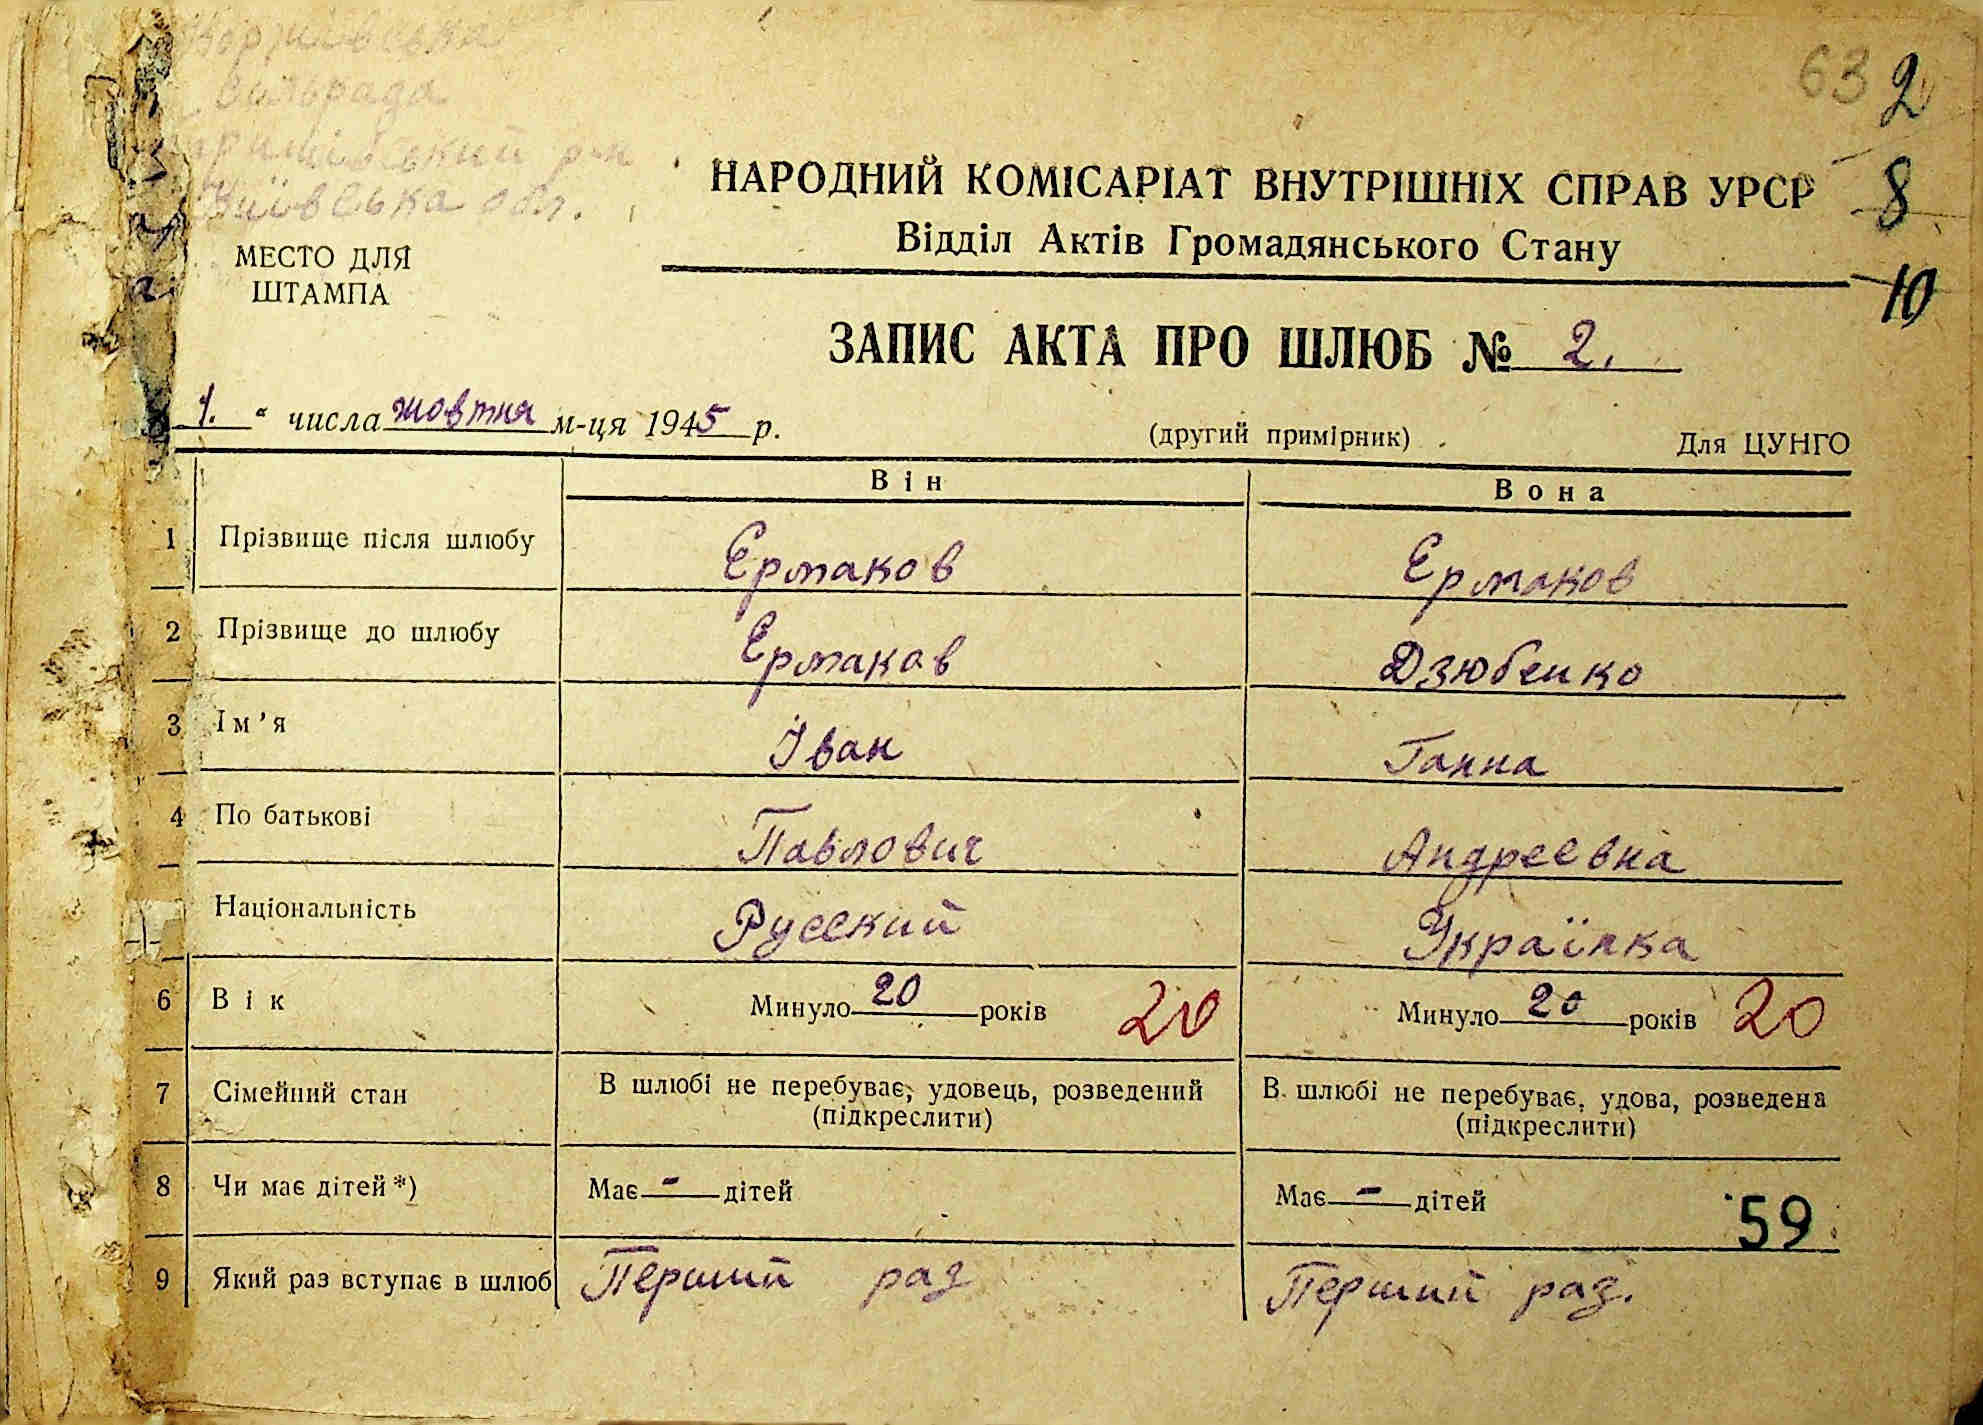 сільрада
р-н
Київська обл.
63 2
8
10
НАРОДНИЙ КОМІСАРІАТ ВНУТРІШНІХ СПРАВ УРСР
Відділ Актів Громадянського Стану
МЕСТО ДЛЯ
ШТАМПА
ЗАПИС АКТА ПРО ШЛЮБ № 2.
1. “ числа жовтня м-ця 1945 р.
(другий примірник) Для ЦУНГО
Він Вона
1 Прізвище після шлюбу Ермаков Ермаков
2 Прізвище до шлюбу Ермаков Дзюбенко
3 Ім'я Іван Ганна
4 По батькові Павлович Андреевна
Національність Русский Українка
6 Вік Минуло 20 років 20 Минуло 20 років 20
7 Сімейний стан В шлюбі не перебуває, удовець, розведений В шлюбі не перебуває, удова, розведена
(підкреслити) (підкреслити)
8 Чи має дітей*) Має - дітей Має - дітей
59
9 Який раз вступає в шлюб Перший раз Перший раз.